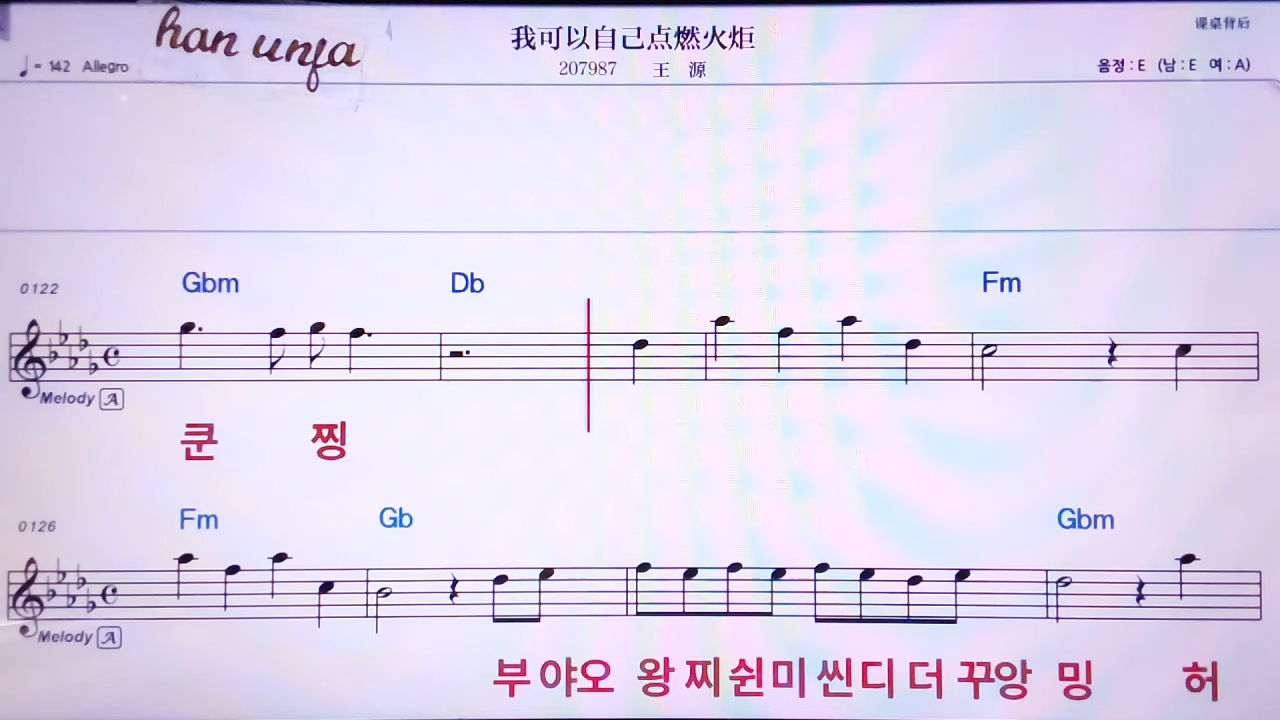 han unja
我可以自己点燃火炬
课桌背后
♩= 142 Allegro
207987 王 源
음정 : E (남 : E 여 : A)
Gbm Db Fm
0122
Melody A
쿤 찡
Fm Gb Gbm
0126
Melody A
부 야오 왕 찌 쉰 미 씬 디 더 꾸앙 밍 허